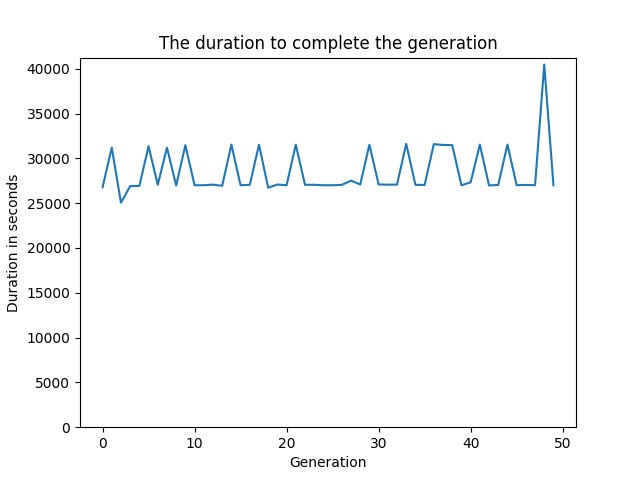 The duration to complete the generation
40000
35000
30000
25000
20000
15000
10000
5000
0
Duration in seconds
0 10 20 30 40 50
Generation